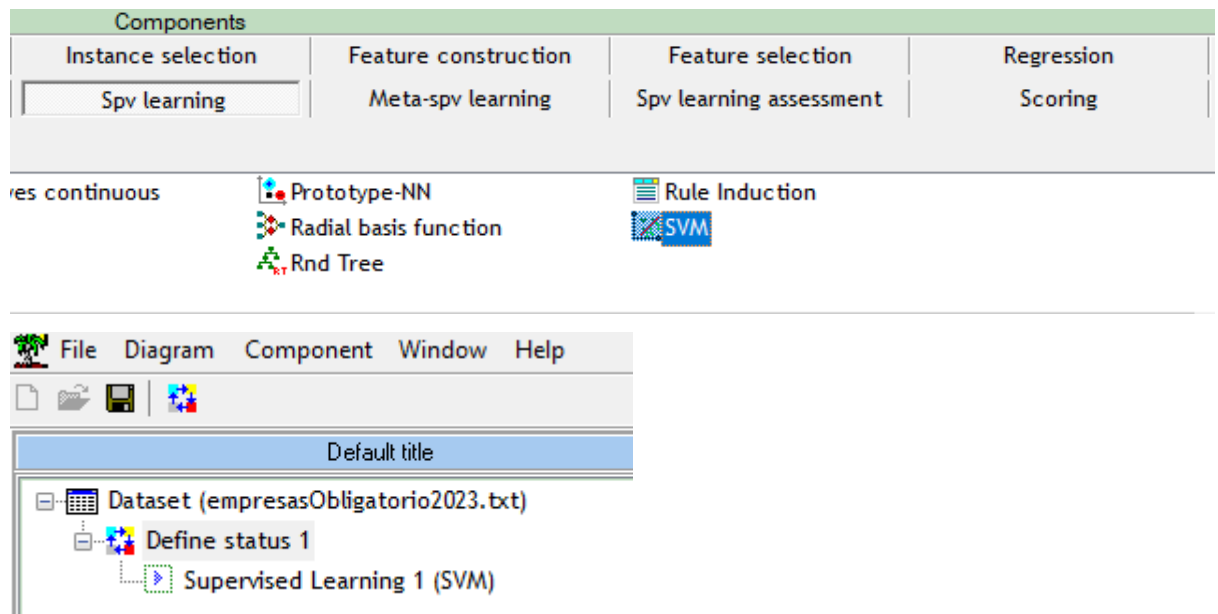 Components
Instance selection Feature construction Feature selection Regression
Spv learning Meta-spv learning Spv learning assessment Scoring
continuous Prototype-NN Rule Induction
Radial basis function SVM
Rnd Tree
File Diagram Component Window Help
Default title
Dataset (empresasObligatorio2023.txt)
Define status 1
Supervised Learning 1 (SVM)